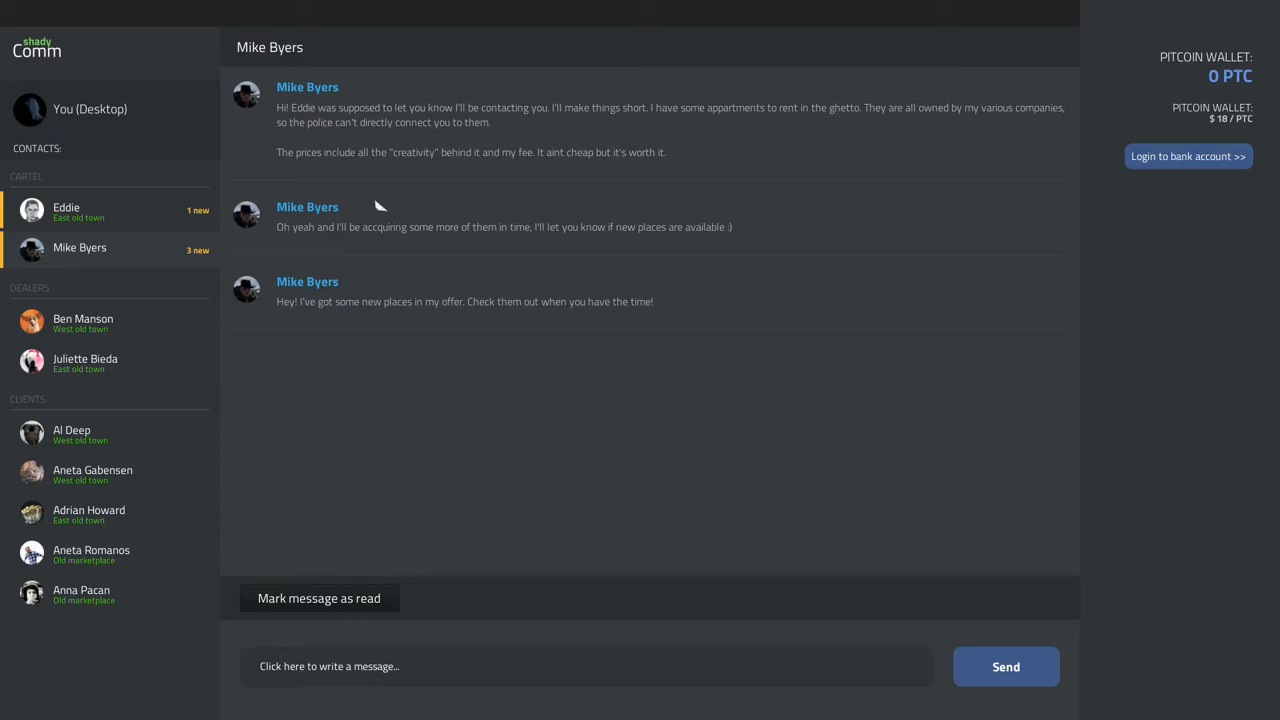 shady
Comm
You (Desktop)
CONTACTS:
CARTEL
Eddie
East old town
1 new
Mike Byers
3 new
DEALERS
Ben Manson
West old town
Juliette Bieda
East old town
CLIENTS
Al Deep
West old town
Aneta Gabensen
West old town
Adrian Howard
East old town
Aneta Romanos
Old marketplace
Anna Pacan
Old marketplace
Mike Byers
Mike Byers
Hi! Eddie was supposed to let you know I'll be contacting you. I'll make things short. I have some appartments to rent in the ghetto. They are all owned by my various companies,
so the police can't directly connect you to them.
The prices include all the "creativity" behind it and my fee. It aint cheap but it's worth it.
Mike Byers
Oh yeah and I'll be accquiring some more of them in time, I'll let you know if new places are available :)
Mike Byers
Hey! I've got some new places in my offer. Check them out when you have the time!
Mark message as read
Click here to write a message...
Send
PITCOIN WALLET:
0 PTC
PITCOIN WALLET:
$ 18 / PTC
Login to bank account >>